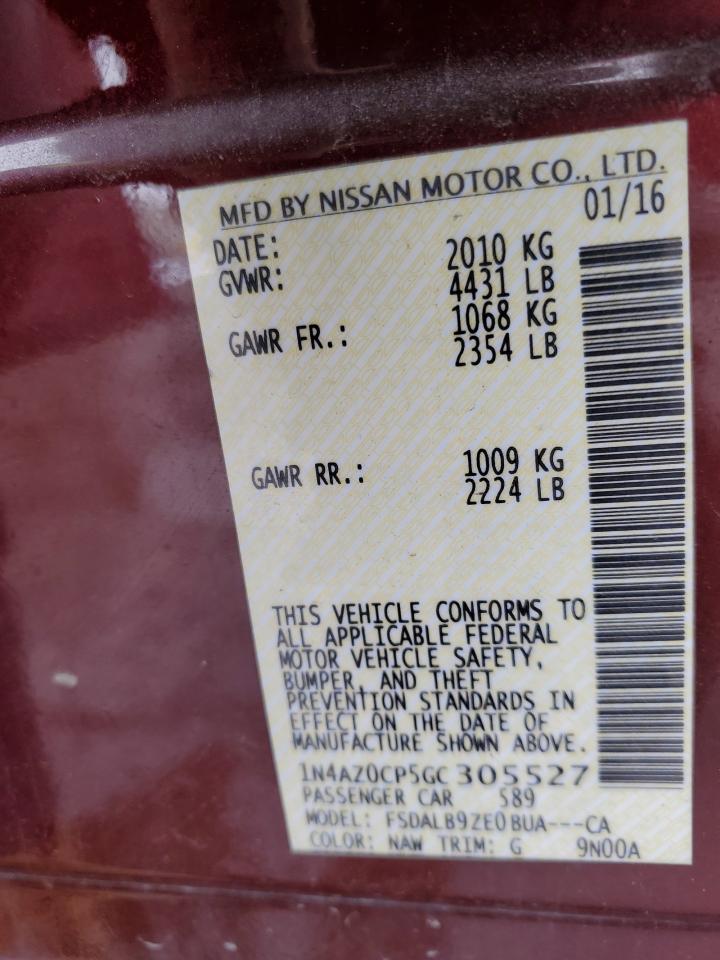 MFD BY NISSAN MOTOR CO., LTD.
DATE: 01/16
GVWR: 2010 KG
4431 LB
GAWR FR.: 1068 KG
2354 LB
GAWR RR.: 1009 KG
2224 LB
THIS VEHICLE CONFORMS TO
ALL APPLICABLE FEDERAL
MOTOR VEHICLE SAFETY,
BUMPER, AND THEFT
PREVENTION STANDARDS IN
EFFECT ON THE DATE OF
MANUFACTURE SHOWN ABOVE.
1N4AZ0CP5GC305527
PASSENGER CAR 589
MODEL: FSDALB9ZE0BUA---CA
COLOR: NAW TRIM: G 9N00A